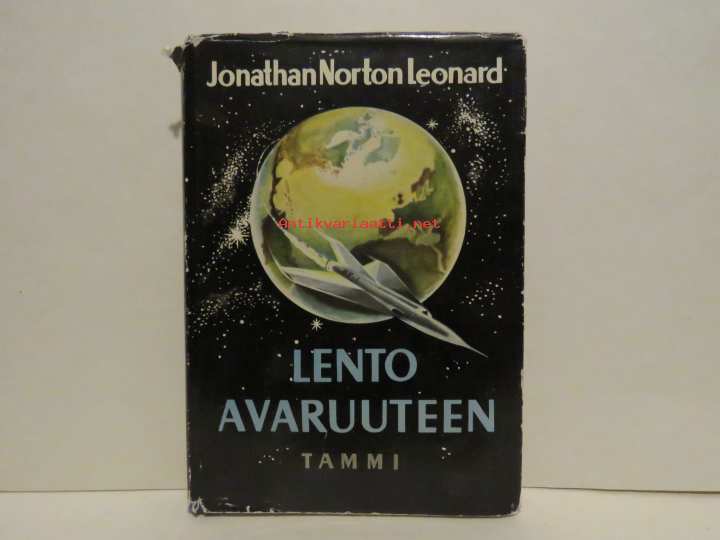 Jonathan Norton Leonard
antikvariaatti.net
LENTO
AVARUUTEEN
TAMMI